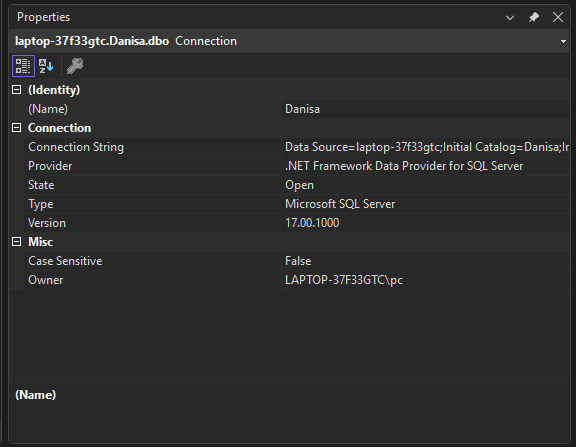 Properties
laptop-37f33gtc.Danisa.dbo Connection
(Identity)
(Name) Danisa
Connection
Connection String Data Source=laptop-37f33gtc;Initial Catalog=Danisa;In
Provider .NET Framework Data Provider for SQL Server
State Open
Type Microsoft SQL Server
Version 17.00.1000
Misc
Case Sensitive False
Owner LAPTOP-37F33GTC\pc
(Name)